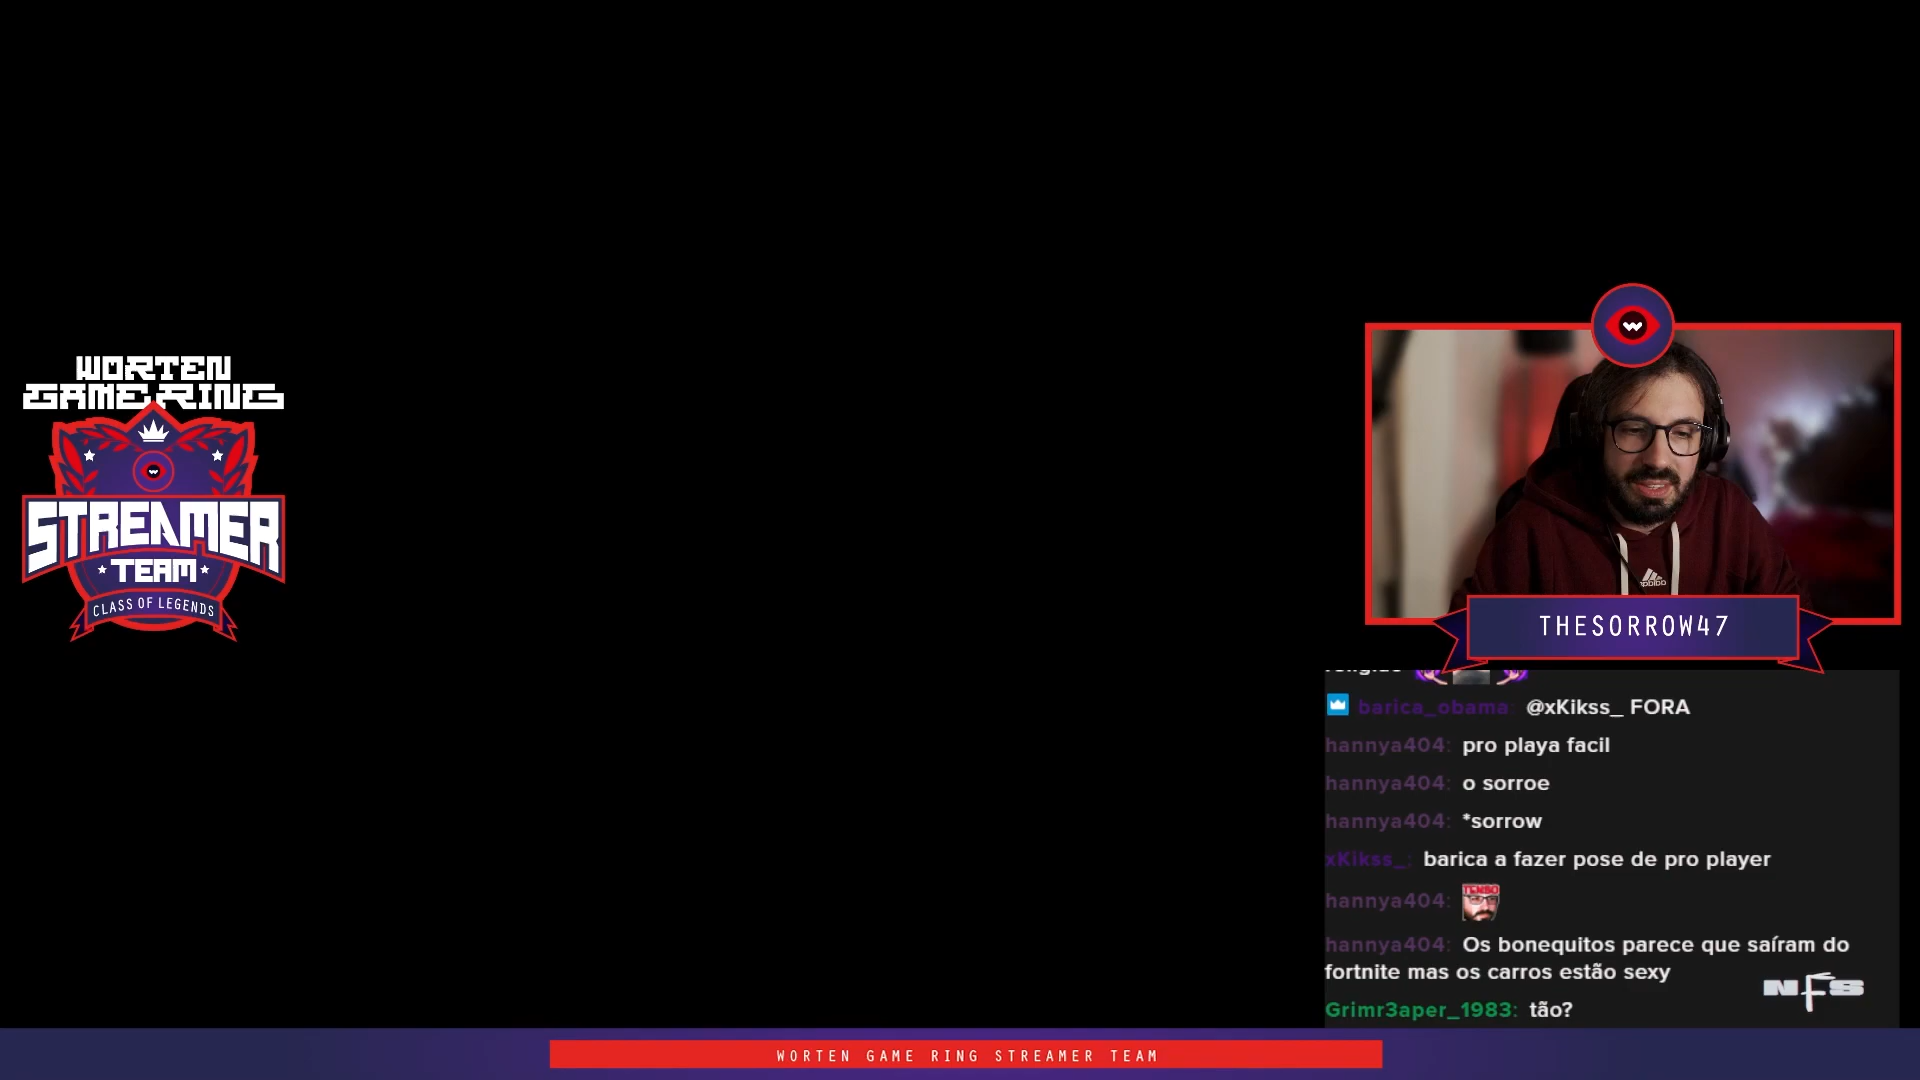 WORTEN
GAME RING
STREAMER
TEAM
CLASS OF LEGENDS
adidas
THESORROW47
barica_obama: @xKikss_ FORA
hannya404: pro playa facil
hannya404: o sorroe
hannya404: *sorrow
xKikss_: barica a fazer pose de pro player
hannya404:
hannya404: Os bonequitos parece que saíram do
fortnite mas os carros estão sexy
NFS
Grimr3aper_1983: tão?
WORTEN GAME RING STREAMER TEAM